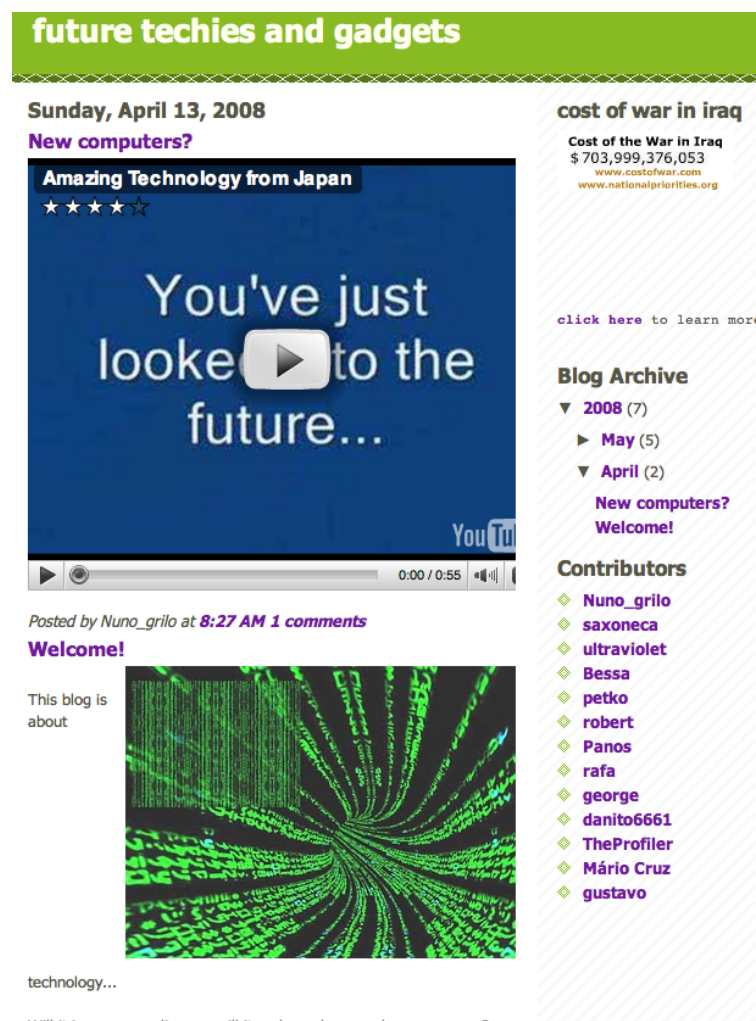 future techies and gadgets
Sunday, April 13, 2008
New computers?
Amazing Technology from Japan
You've just
looke to the
future...
You Tu
0:00 / 0:55
Posted by Nuno_grilo at 8:27 AM 1 comments
Welcome!
This blog is
about
technology...
cost of war in iraq
Cost of the War in Iraq
$ 703,999,376,053
www.costofwar.com
www.nationalpriorities.org
click here to learn more
Blog Archive
▼ 2008 (7)
► May (5)
▼ April (2)
New computers?
Welcome!
Contributors
Nuno_grilo
saxoneca
ultraviolet
Bessa
petko
robert
Panos
rafa
george
danito6661
TheProfiler
Mário Cruz
gustavo